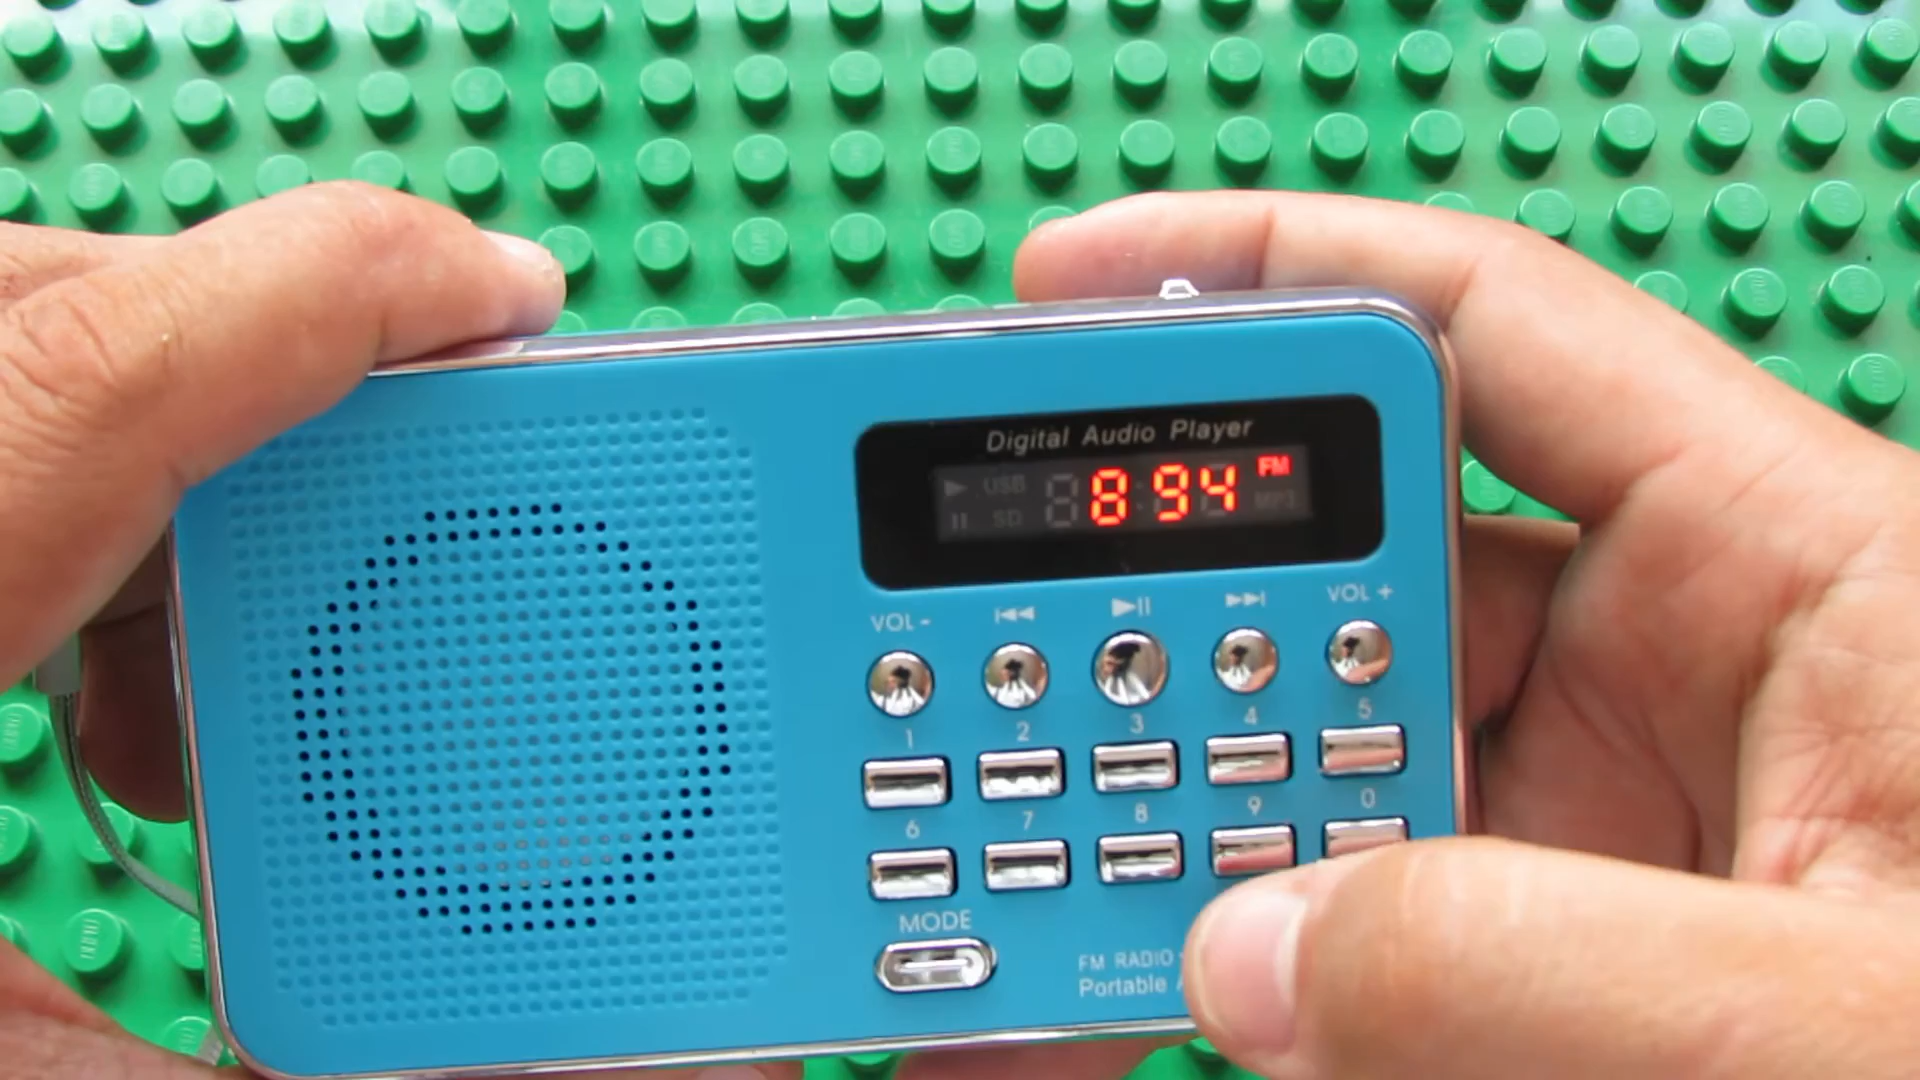 Digital Audio Player
USB 894 FM
SD MP3
VOL - VOL +
1 2 3 4 5
6 7 8 9 0
MODE
FM RADIO
Portable